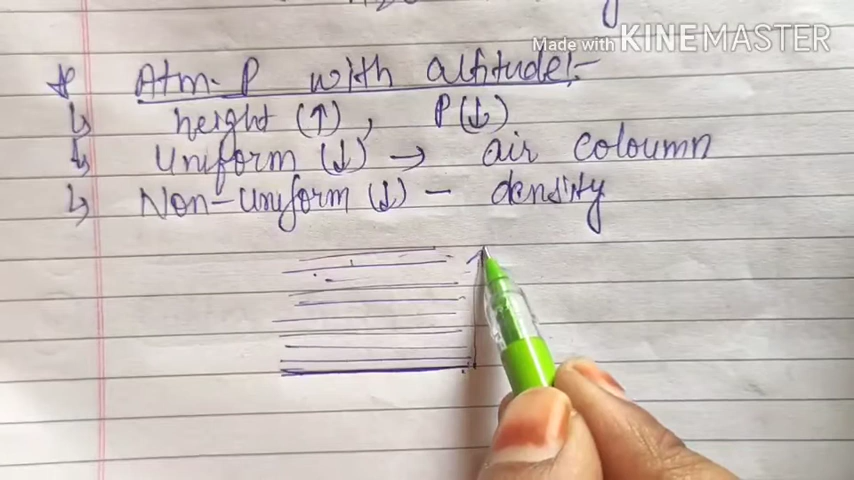 Made with KINEMASTER
* Atm. P with altitude:-
↳ height (↑), P(↓)
↳ Uniform (↓) → air coloumn
↳ Non-uniform (↓) - density